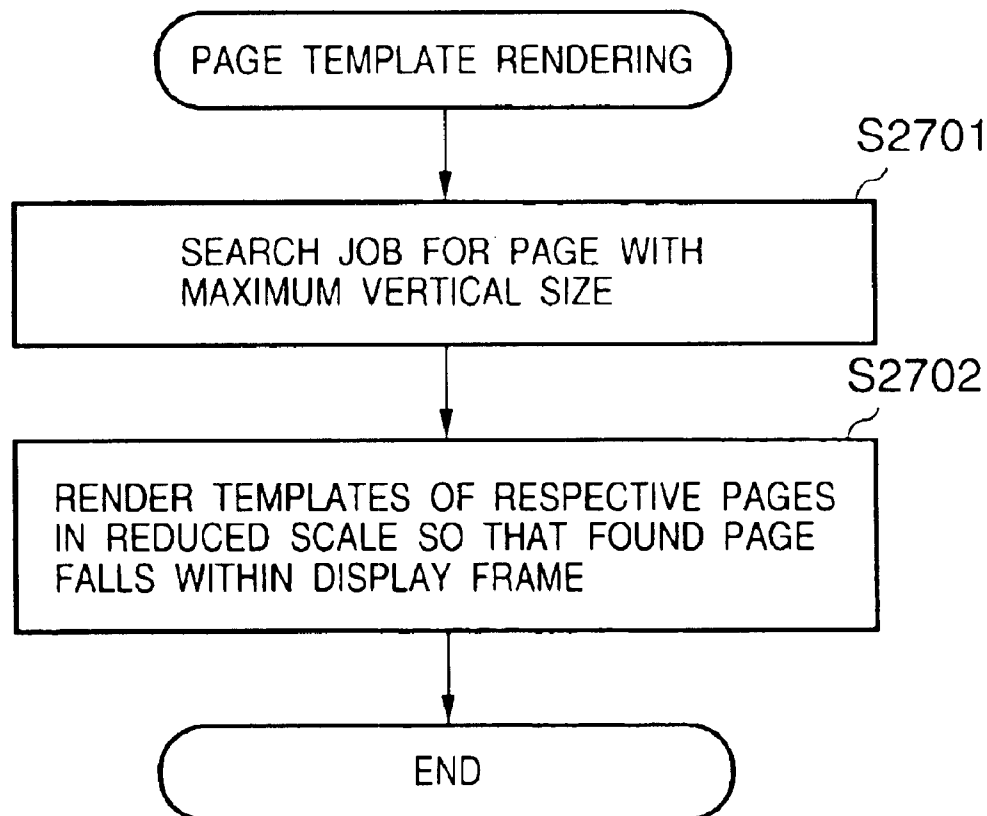 PAGE TEMPLATE RENDERING
S2701
SEARCH JOB FOR PAGE WITH
MAXIMUM VERTICAL SIZE
S2702
RENDER TEMPLATES OF RESPECTIVE PAGES
IN REDUCED SCALE SO THAT FOUND PAGE
FALLS WITHIN DISPLAY FRAME
END